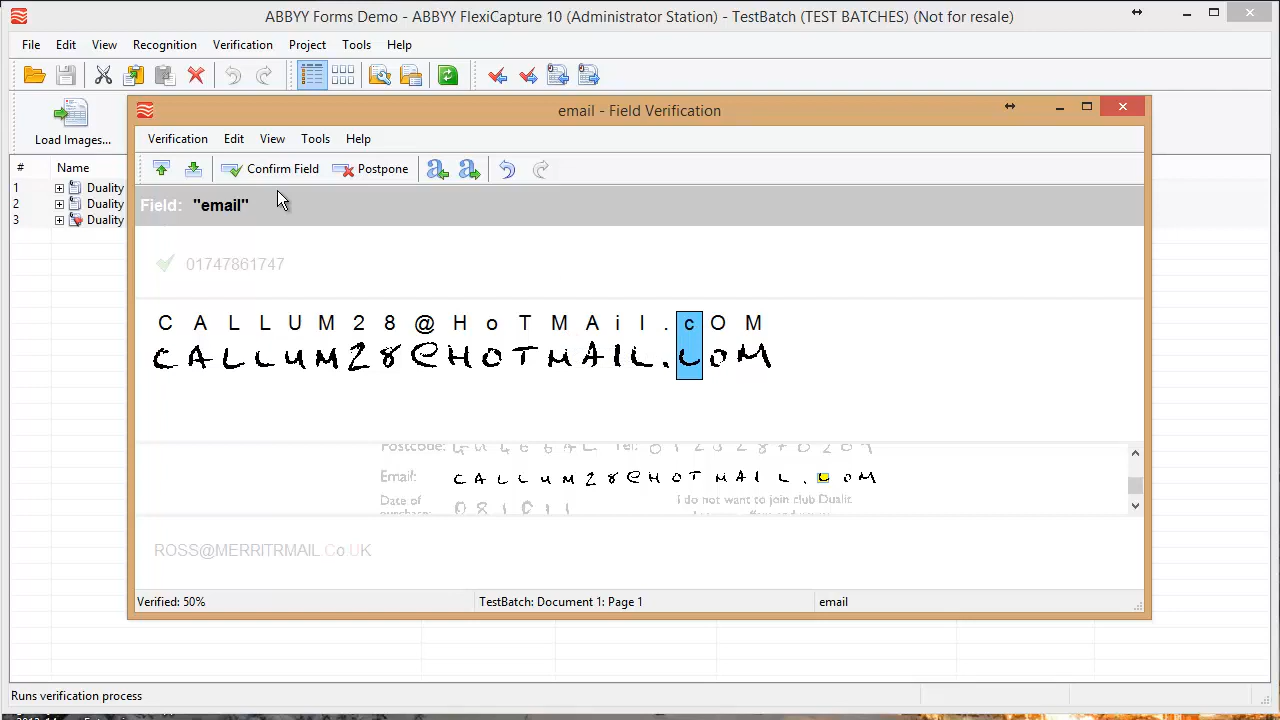 ABBYY Forms Demo - ABBYY FlexiCapture 10 (Administrator Station) - TestBatch (TEST BATCHES) (Not for resale)
File Edit View Recognition Verification Project Tools Help
Load Images...
# Name
1 Duality
2 Duality
3 Duality
email - Field Verification
Verification Edit View Tools Help
Confirm Field Postpone
Field: "email"
01747861747
CALLUM28@HoTMAil.cOM
CALLUM28@HOTMAIL.COM
Postcode: Tel:
Email: CALLUM28@HOTMAIL.COM
Date of i do not want to join club Dualit
purchase: 081011
ROSS@MERRITRMAIL.Co.UK
Verified: 50% TestBatch: Document 1: Page 1 email
Runs verification process